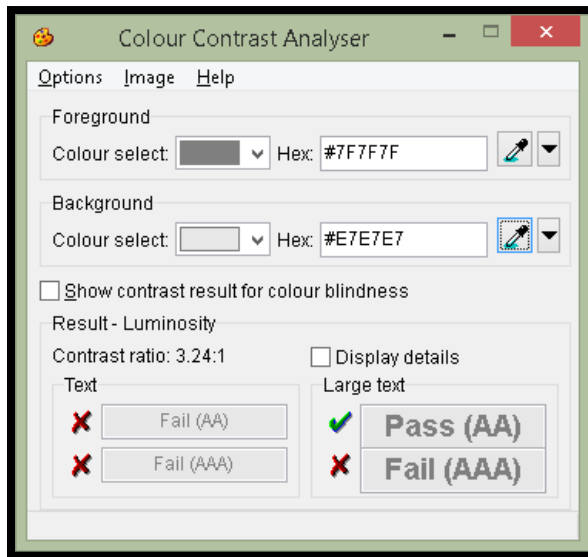 Colour Contrast Analyser
Options Image Help
Foreground
Colour select: Hex: #7F7F7F
Background
Colour select: Hex: #E7E7E7
Show contrast result for colour blindness
Result - Luminosity
Contrast ratio: 3.24:1 Display details
Text Large text
Fail (AA) Pass (AA)
Fail (AAA) Fail (AAA)